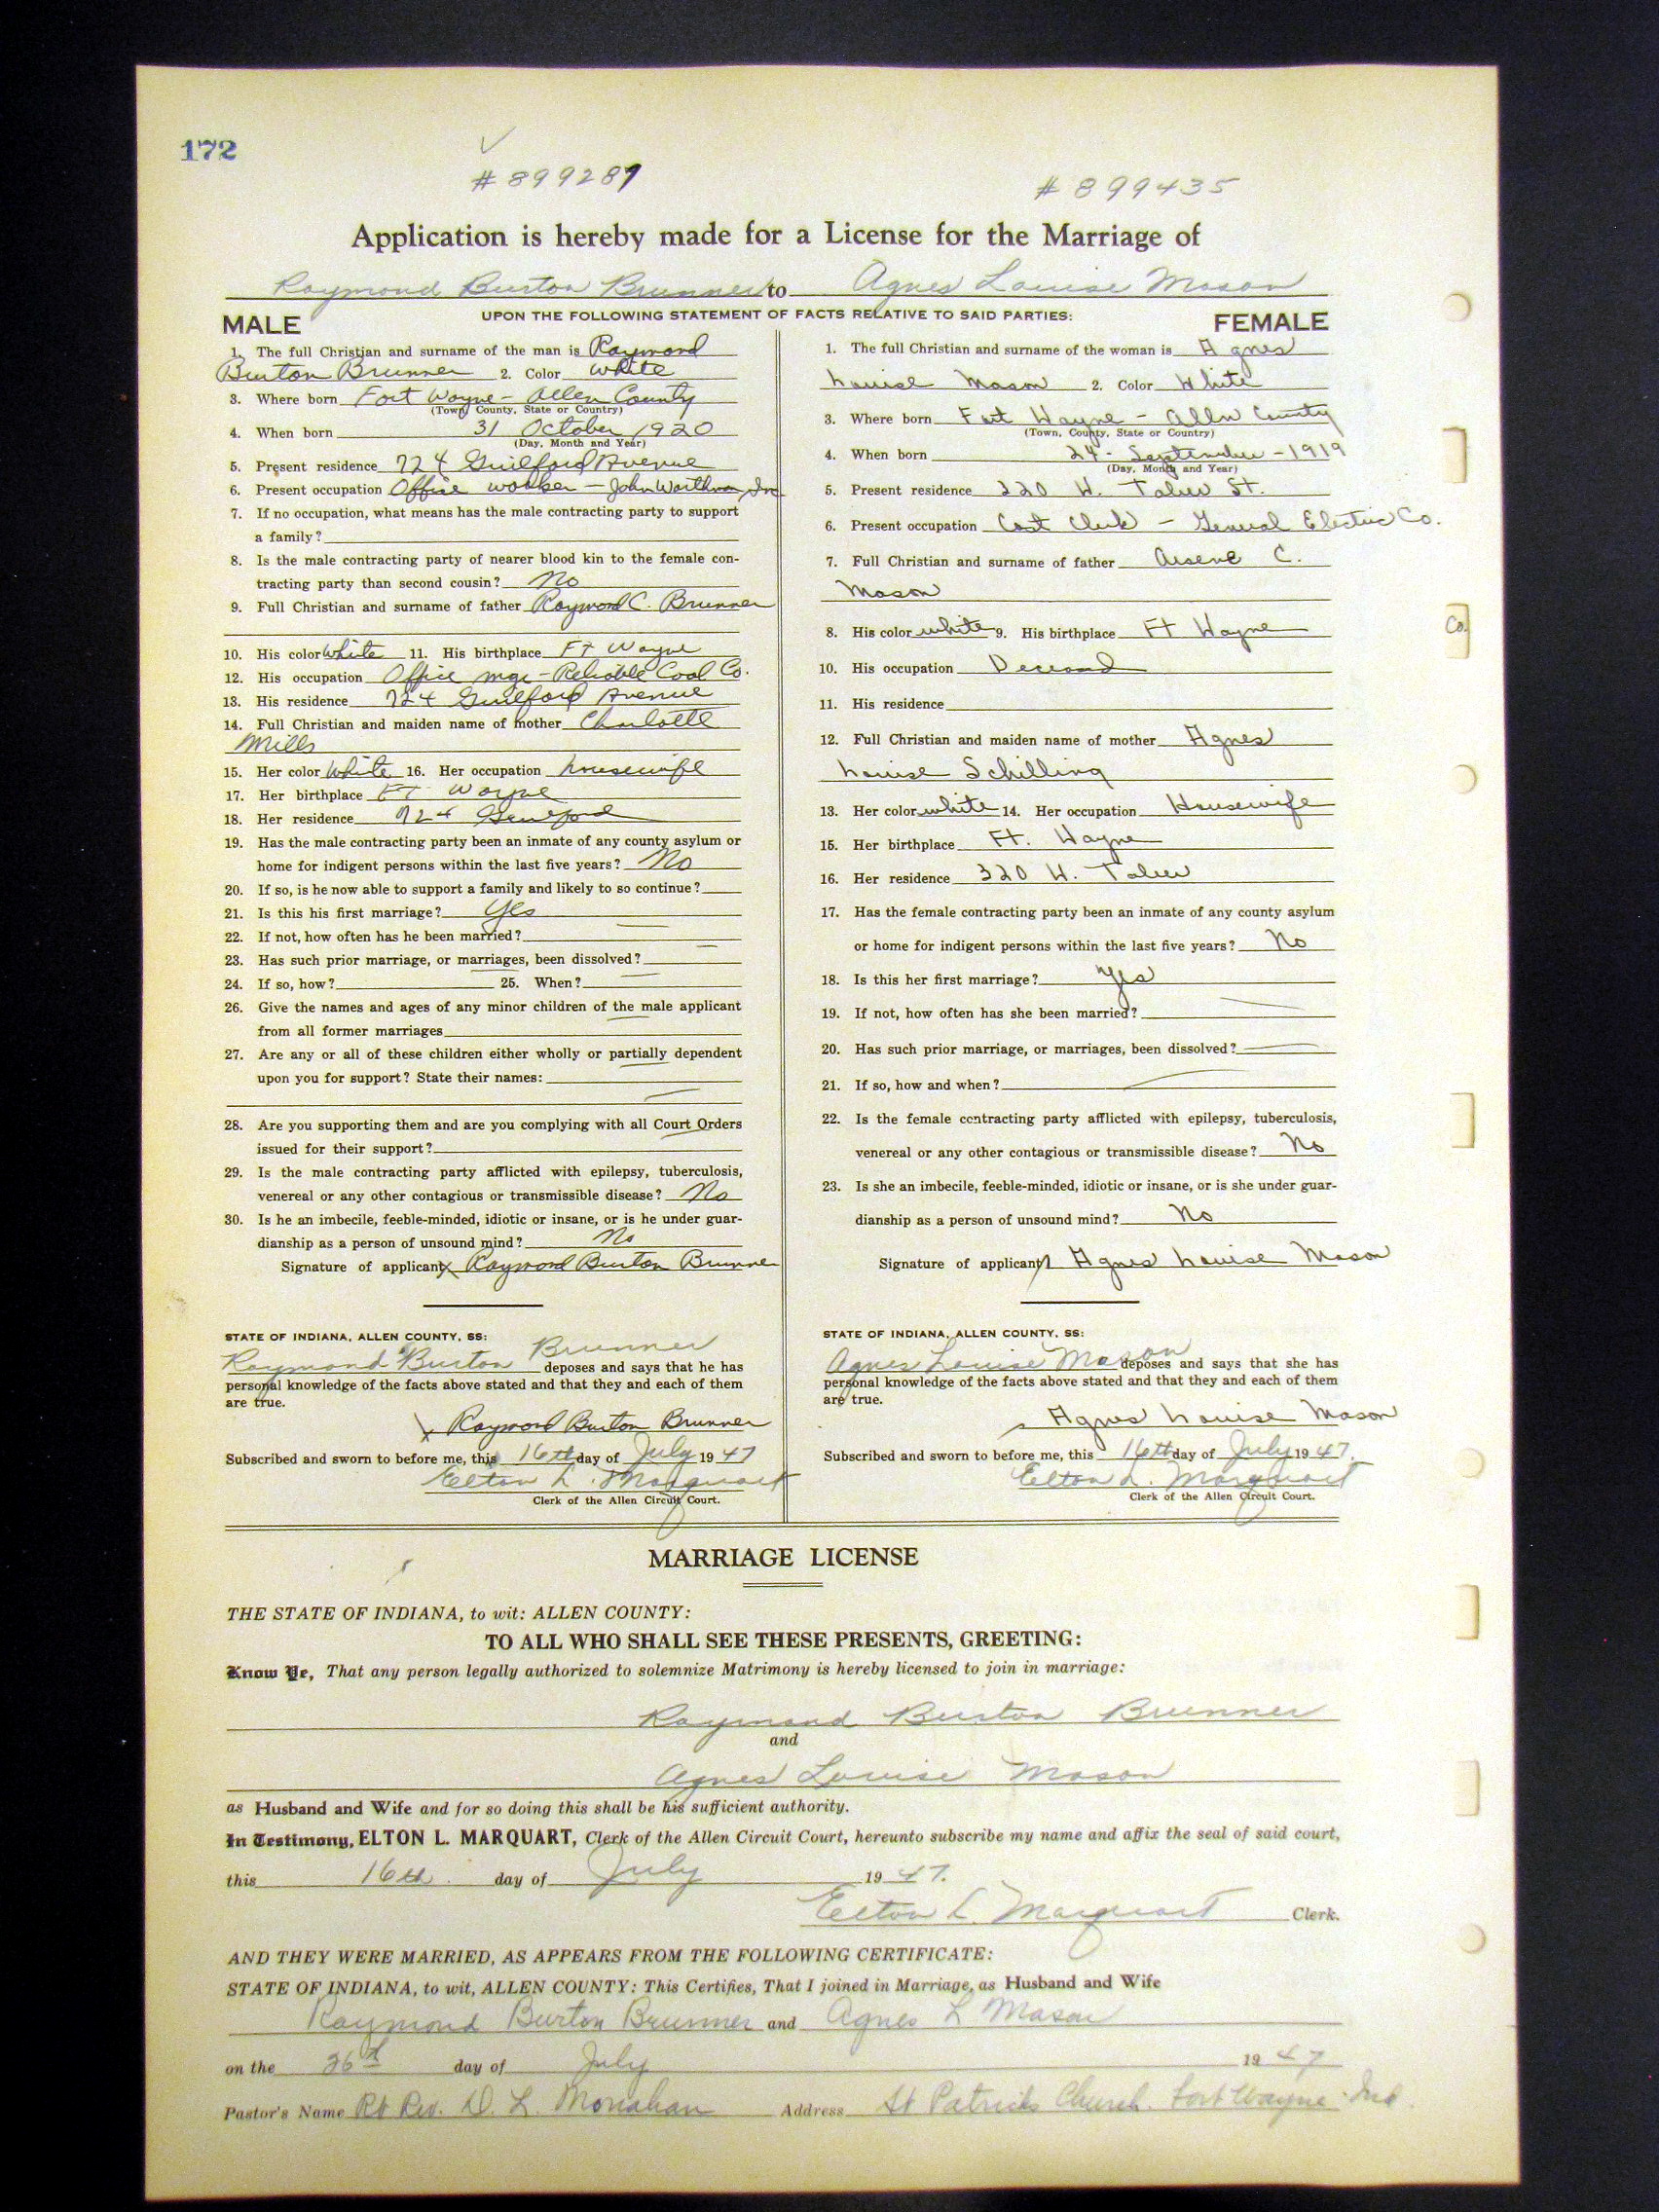 172
# 899287
# 899435
Application is hereby made for a License for the Marriage of
Raymond Burton Brunner to Agnes Louise Mason
UPON THE FOLLOWING STATEMENT OF FACTS RELATIVE TO SAID PARTIES:
MALE
1. The full Christian and surname of the man is Raymond
Burton Brunner 2. Color White
3. Where born Fort Wayne - Allen County
(Town, County, State or Country)
4. When born 31 October 1920
(Day, Month and Year)
5. Present residence 724 Guilford Avenue
6. Present occupation Office worker - John Worthman, Inc
7. If no occupation, what means has the male contracting party to support
a family?
8. Is the male contracting party of nearer blood kin to the female con-
tracting party than second cousin? No
9. Full Christian and surname of father Raymond C. Brunner
10. His color White 11. His birthplace Ft Wayne
12. His occupation Office mgr - Reliable Coal Co.
13. His residence 724 Guilford Avenue
14. Full Christian and maiden name of mother Charlotte
Mills
15. Her color White 16. Her occupation housewife
17. Her birthplace Ft Wayne
18. Her residence 724 Guilford
19. Has the male contracting party been an inmate of any county asylum or
home for indigent persons within the last five years? No
20. If so, is he now able to support a family and likely to so continue?
21. Is this his first marriage? Yes
22. If not, how often has he been married?
23. Has such prior marriage, or marriages, been dissolved?
24. If so, how? 25. When?
26. Give the names and ages of any minor children of the male applicant
from all former marriages
27. Are any or all of these children either wholly or partially dependent
upon you for support? State their names:
28. Are you supporting them and are you complying with all Court Orders
issued for their support?
29. Is the male contracting party afflicted with epilepsy, tuberculosis,
venereal or any other contagious or transmissible disease? No
30. Is he an imbecile, feeble-minded, idiotic or insane, or is he under guar-
dianship as a person of unsound mind? No
Signature of applicant x Raymond Burton Brunner
STATE OF INDIANA, ALLEN COUNTY, SS:
Raymond Burton Brunner deposes and says that he has
personal knowledge of the facts above stated and that they and each of them
are true.
x Raymond Burton Brunner
Subscribed and sworn to before me, this 16th day of July 1947
Elton L. Marquart
Clerk of the Allen Circuit Court.
FEMALE
1. The full Christian and surname of the woman is Agnes
Louise Mason 2. Color White
3. Where born Fort Wayne - Allen County
(Town, County, State or Country)
4. When born 24 - September - 1919
(Day, Month and Year)
5. Present residence 320 W. Taber St.
6. Present occupation Cost Clerk - General Electric Co.
7. Full Christian and surname of father Arsene C.
Mason
8. His color white 9. His birthplace Ft Wayne
10. His occupation Deceased
11. His residence
12. Full Christian and maiden name of mother Agnes
Louise Schilling
13. Her color white 14. Her occupation Housewife
15. Her birthplace Ft. Wayne
16. Her residence 320 W. Taber
17. Has the female contracting party been an inmate of any county asylum
or home for indigent persons within the last five years? No
18. Is this her first marriage? Yes
19. If not, how often has she been married?
20. Has such prior marriage, or marriages, been dissolved?
21. If so, how and when?
22. Is the female contracting party afflicted with epilepsy, tuberculosis,
venereal or any other contagious or transmissible disease? No
23. Is she an imbecile, feeble-minded, idiotic or insane, or is she under guar-
dianship as a person of unsound mind? No
Signature of applicant Agnes Louise Mason
STATE OF INDIANA, ALLEN COUNTY, SS:
Agnes Louise Mason deposes and says that she has
personal knowledge of the facts above stated and that they and each of them
are true.
Agnes Louise Mason
Subscribed and sworn to before me, this 16th day of July 1947.
Elton L. Marquart
Clerk of the Allen Circuit Court.
Co.
MARRIAGE LICENSE
THE STATE OF INDIANA, to wit: ALLEN COUNTY:
TO ALL WHO SHALL SEE THESE PRESENTS, GREETING:
Know Ye, That any person legally authorized to solemnize Matrimony is hereby licensed to join in marriage:
Raymond Burton Brunner
and
Agnes Louise Mason
as Husband and Wife and for so doing this shall be his sufficient authority.
In Testimony, ELTON L. MARQUART, Clerk of the Allen Circuit Court, hereunto subscribe my name and affix the seal of said court,
this 16th day of July 1947.
Elton L. Marquart Clerk.
AND THEY WERE MARRIED, AS APPEARS FROM THE FOLLOWING CERTIFICATE:
STATE OF INDIANA, to wit, ALLEN COUNTY: This Certifies, That I joined in Marriage, as Husband and Wife
Raymond Burton Brunner and Agnes L Mason
on the 26th day of July 1947
Pastor's Name Rt Rev. D. L. Monahan Address St Patricks Church. Fort Wayne Ind.